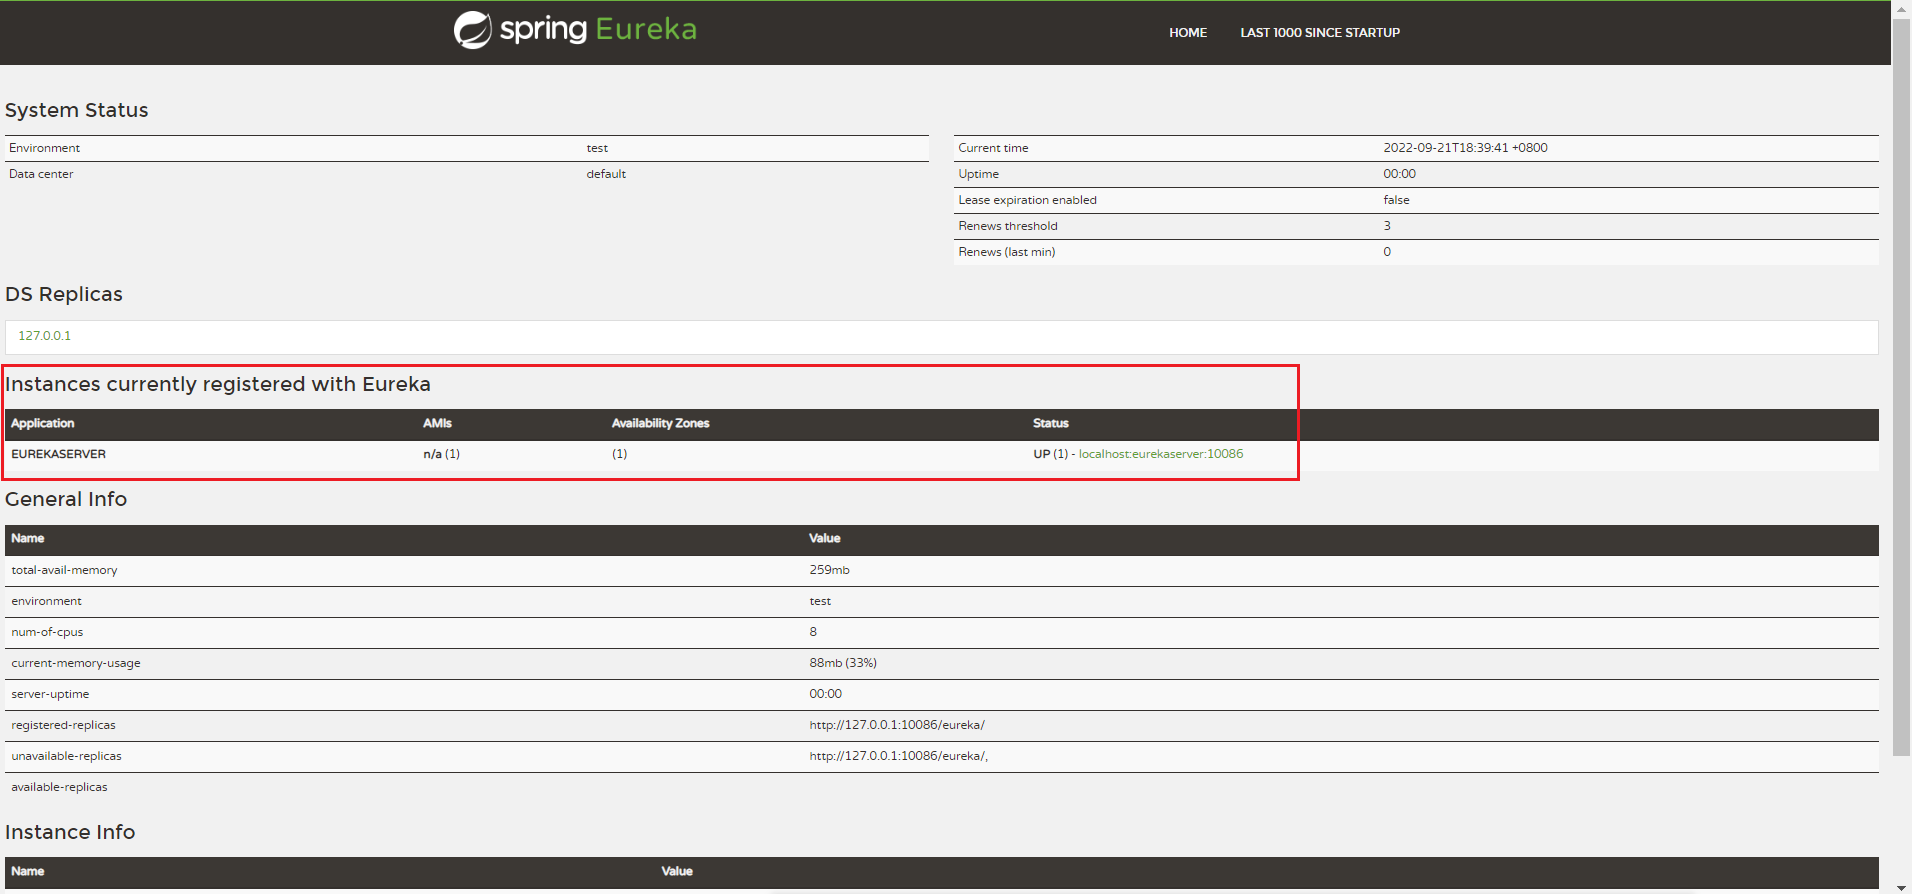 spring Eureka
HOME LAST 1000 SINCE STARTUP
System Status
Environment test
Data center default
Current time 2022-09-21T18:39:41 +0800
Uptime 00:00
Lease expiration enabled false
Renews threshold 3
Renews (last min) 0
DS Replicas
127.0.0.1
Instances currently registered with Eureka
Application AMIs Availability Zones Status
EUREKASERVER n/a (1) (1) UP (1) - localhost:eurekaserver:10086
General Info
Name Value
total-avail-memory 259mb
environment test
num-of-cpus 8
current-memory-usage 88mb (33%)
server-uptime 00:00
registered-replicas http://127.0.0.1:10086/eureka/
unavailable-replicas http://127.0.0.1:10086/eureka/,
available-replicas
Instance Info
Name Value